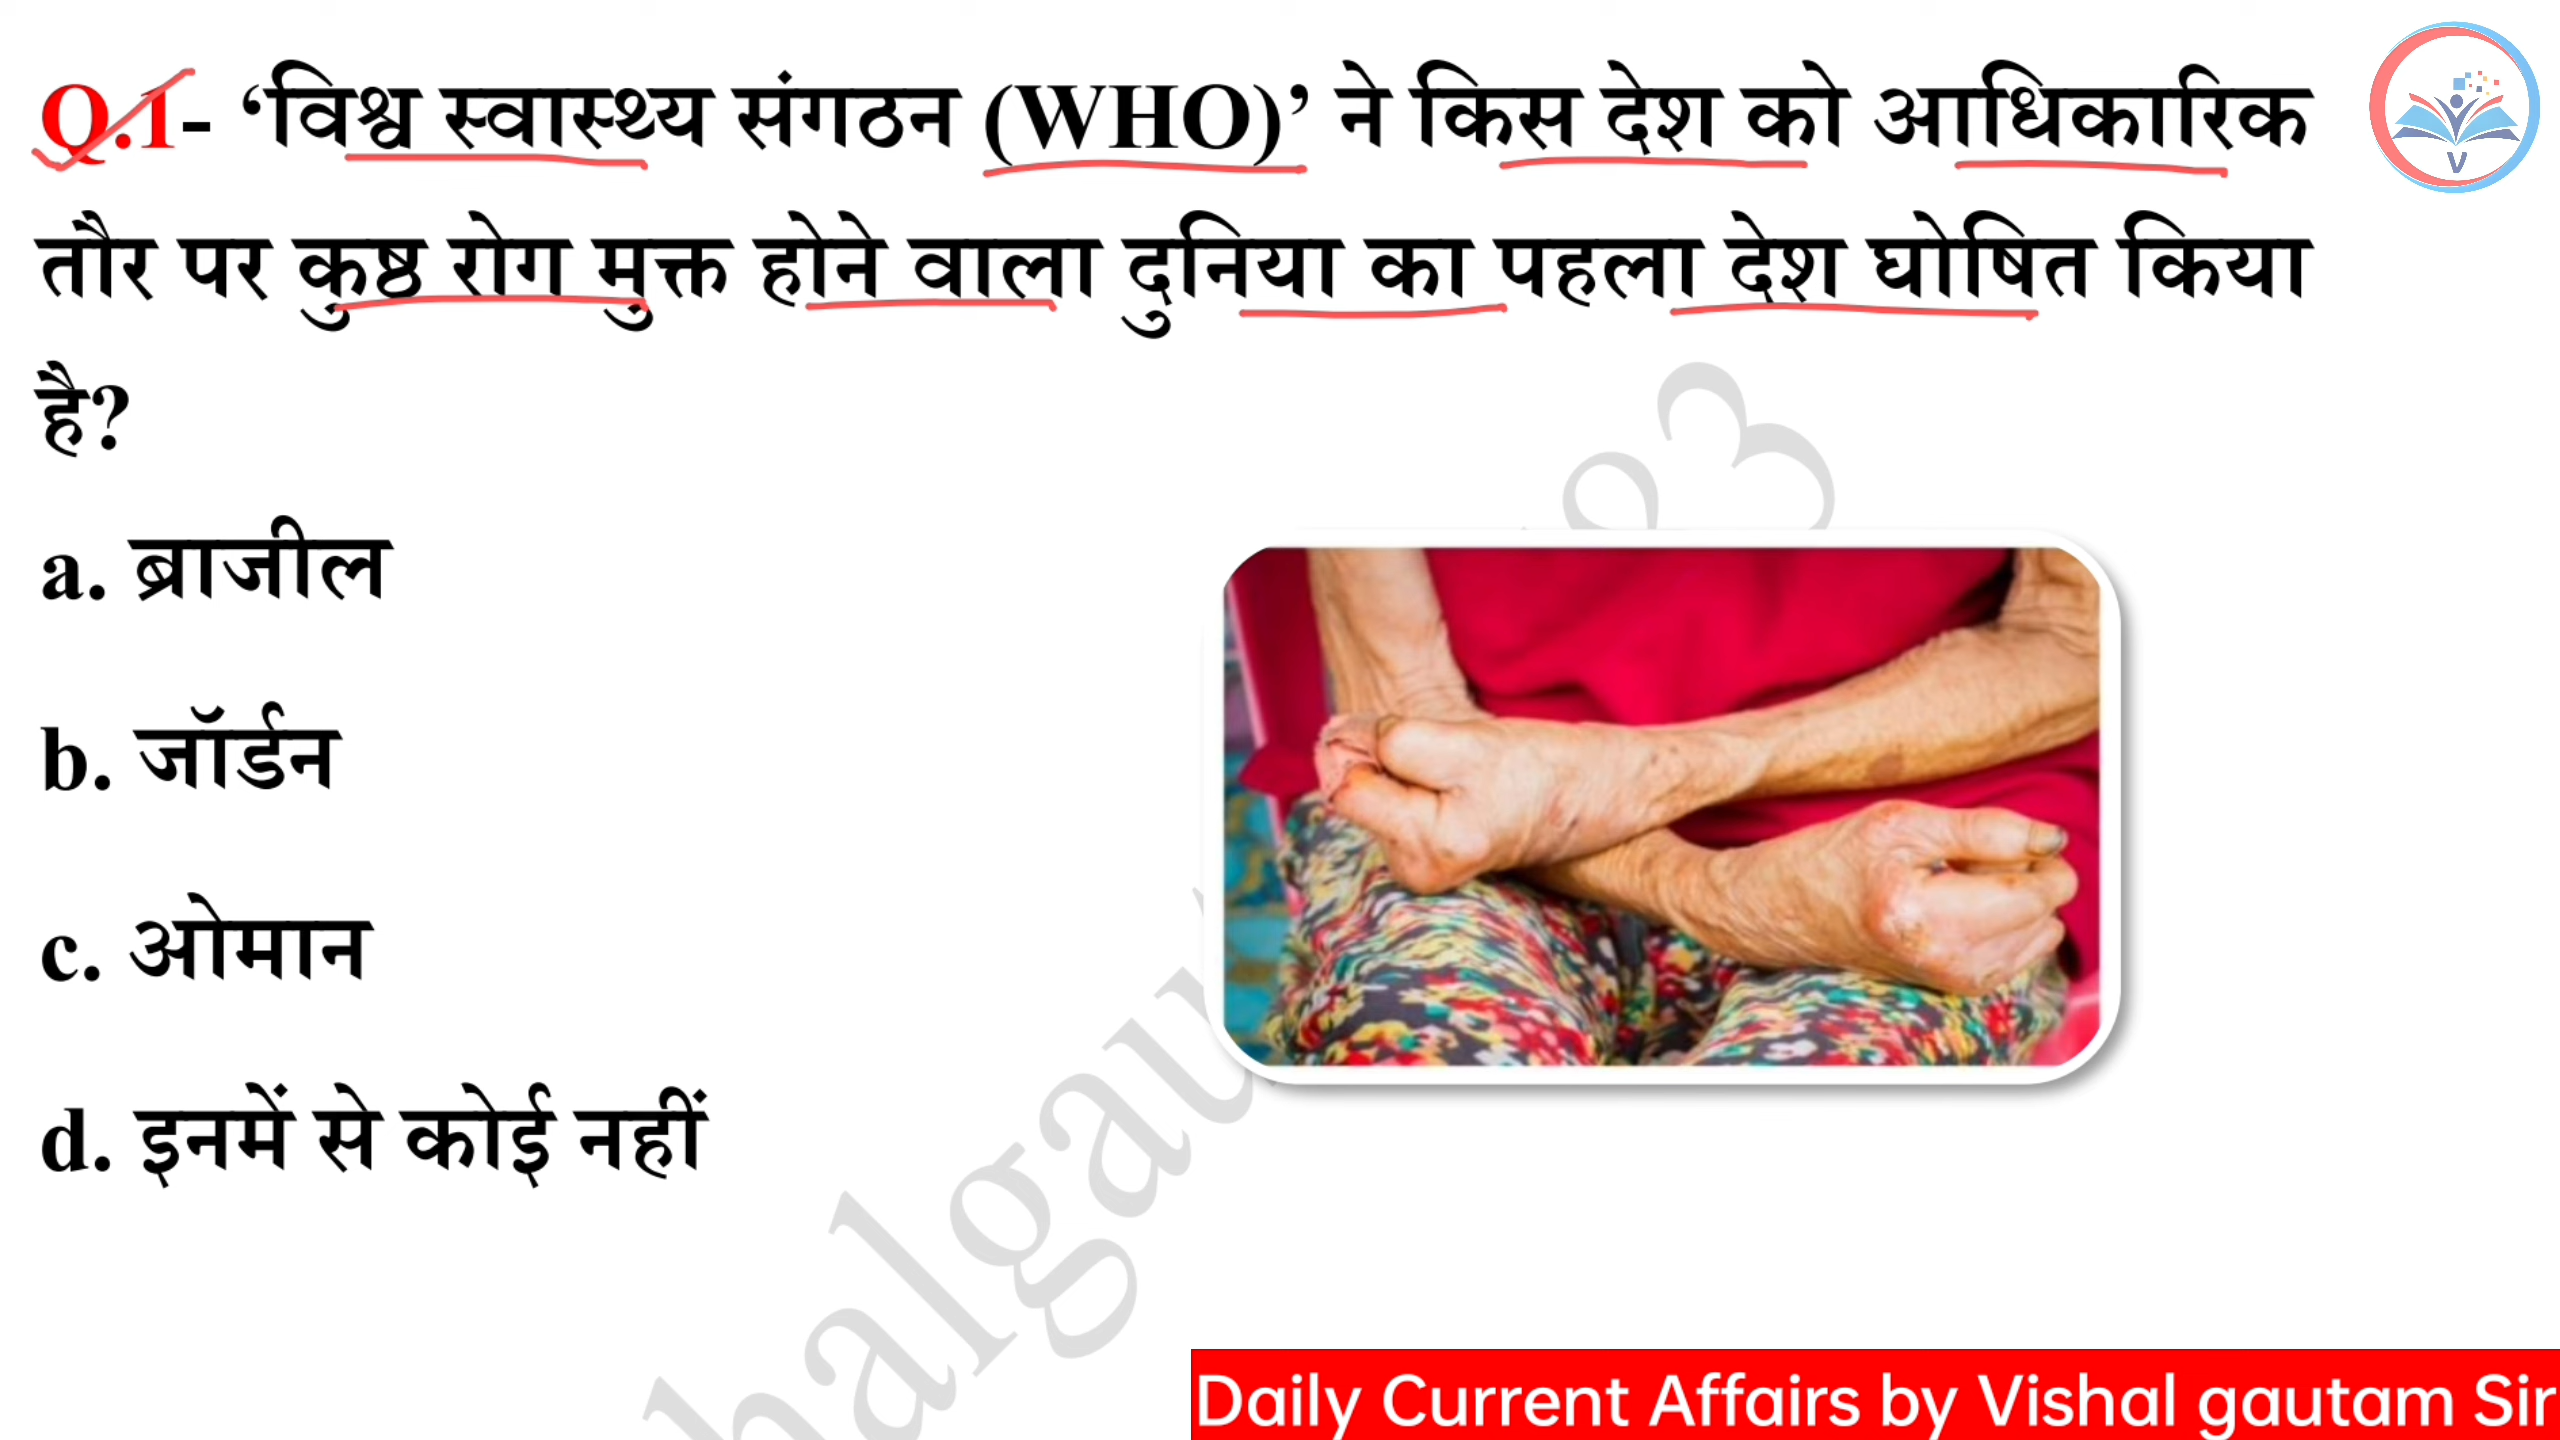 Q.1- ‘विश्व स्वास्थ्य संगठन (WHO)’ ने किस देश को आधिकारिक
तौर पर कुष्ठ रोग मुक्त होने वाला दुनिया का पहला देश घोषित किया
है?
a. ब्राजील
b. जॉर्डन
c. ओमान
d. इनमें से कोई नहीं
V
Daily Current Affairs by Vishal gautam Sir